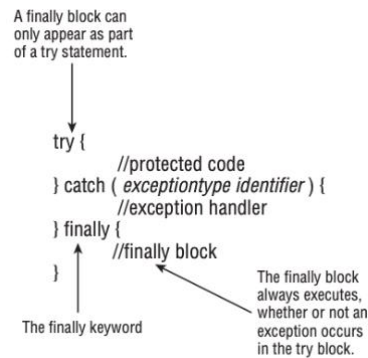 A finally block can
only appear as part
of a try statement.
try {
//protected code
} catch ( exceptiontype identifier ) {
//exception handler
} finally {
//finally block
}
The finally keyword
The finally block
always executes,
whether or not an
exception occurs
in the try block.